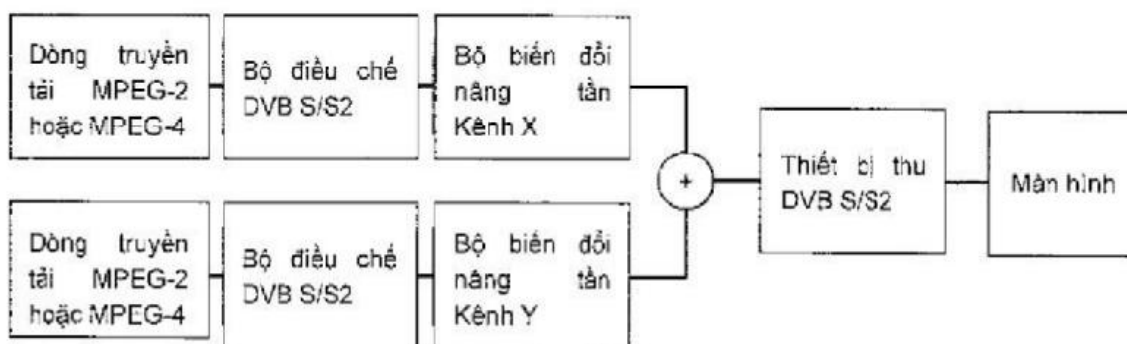 Dòng truyền
tải MPEG-2
hoặc MPEG-4
Bộ điều chế
DVB S/S2
Bộ biến đổi
nâng tần
Kênh X
+
Thiết bị thu
DVB S/S2
Màn hình
Dòng truyền
tải MPEG-2
hoặc MPEG-4
Bộ điều chế
DVB S/S2
Bộ biến đổi
nâng tần
Kênh Y